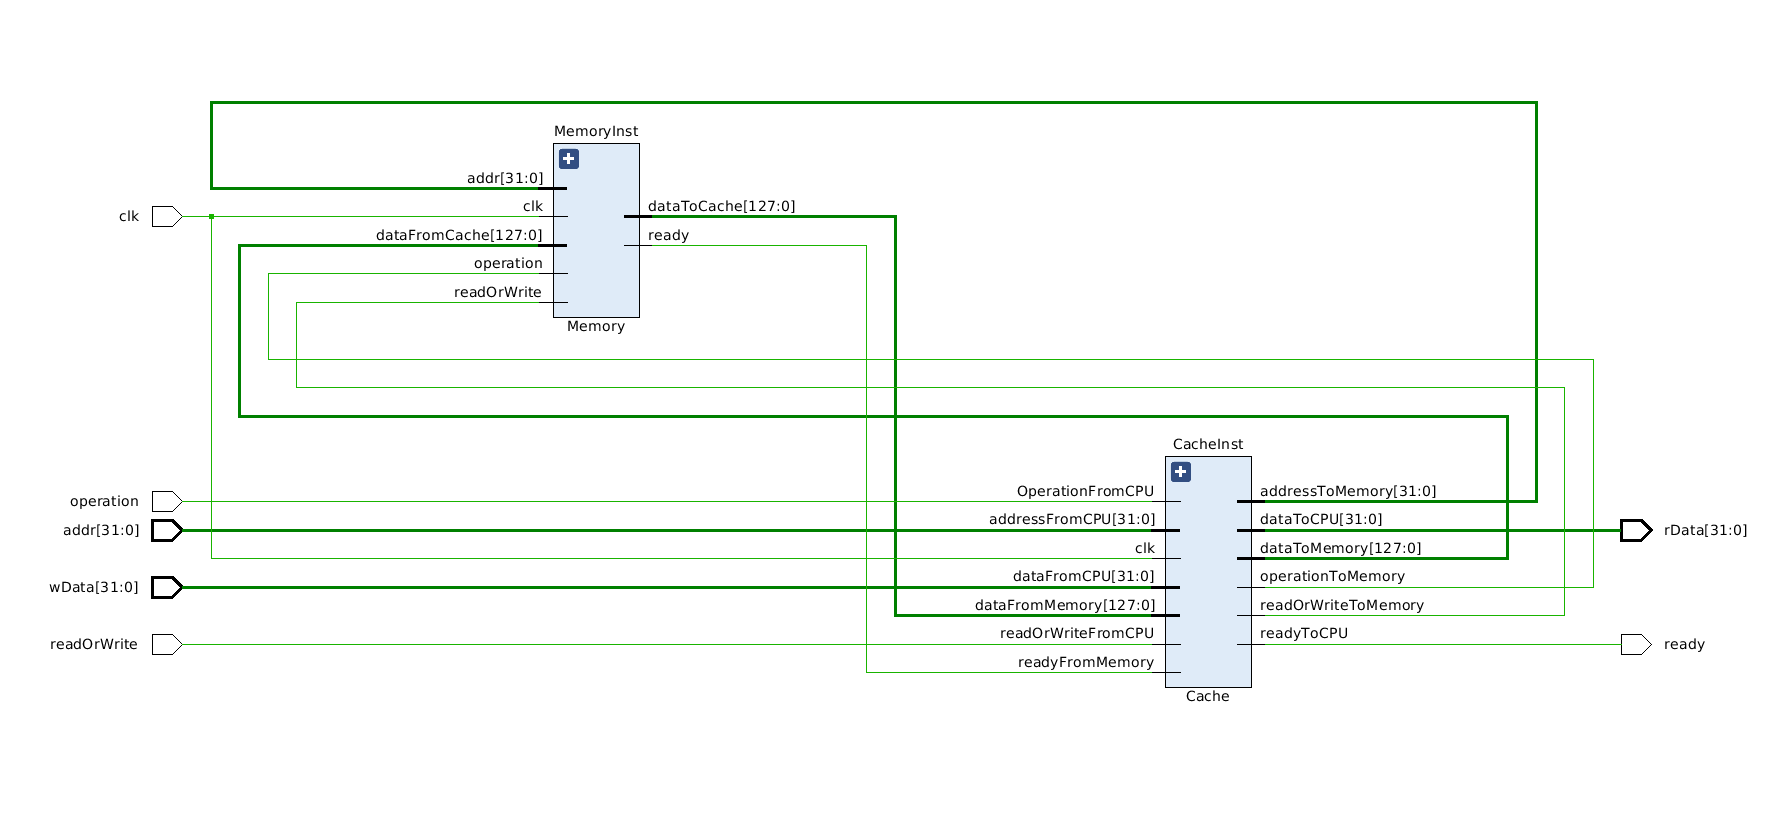 MemoryInst
addr[31:0]
clk
clk
dataToCache[127:0]
dataFromCache[127:0]
ready
operation
readOrWrite
Memory
CacheInst
operation
OperationFromCPU
addressToMemory[31:0]
addr[31:0]
addressFromCPU[31:0]
dataToCPU[31:0]
rData[31:0]
clk
dataToMemory[127:0]
wData[31:0]
dataFromCPU[31:0]
operationToMemory
dataFromMemory[127:0]
readOrWriteToMemory
readOrWrite
readOrWriteFromCPU
readyToCPU
ready
readyFromMemory
Cache